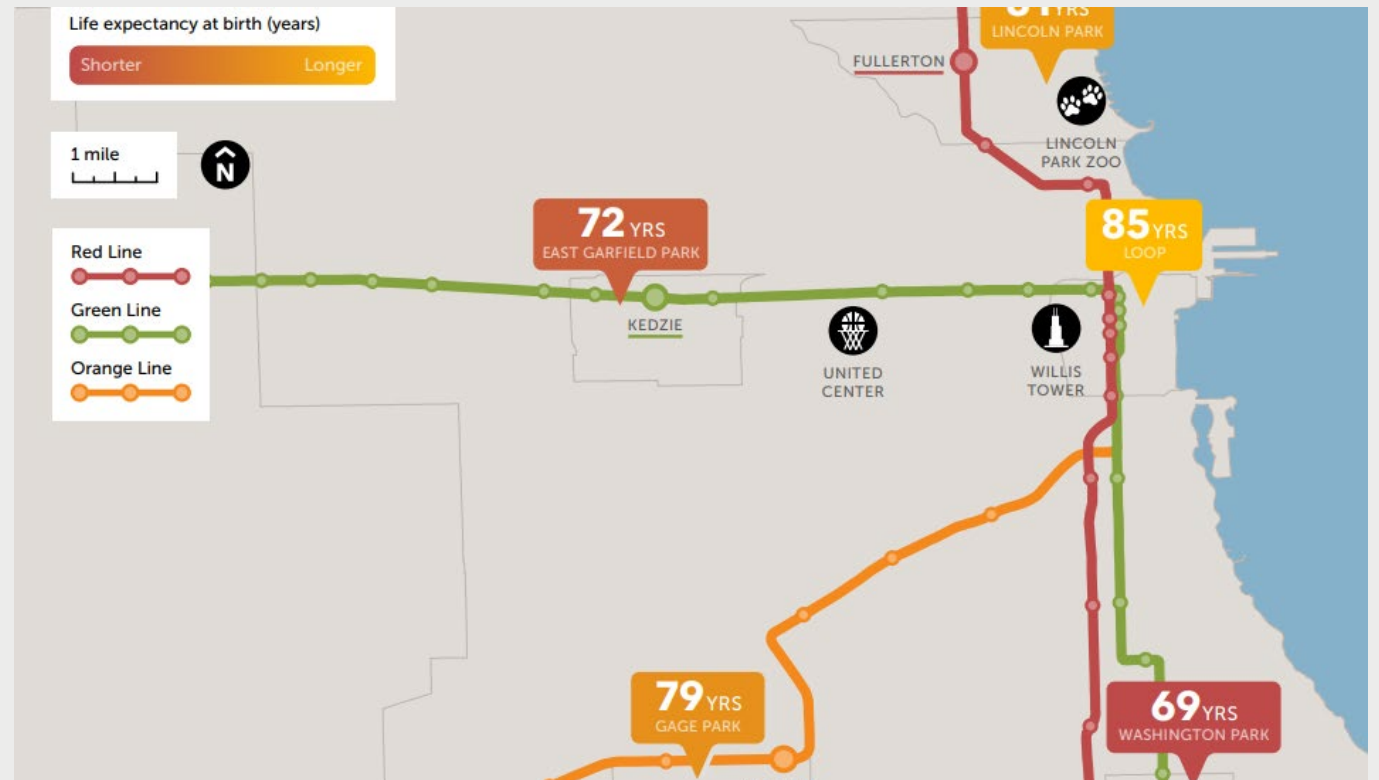 Life expectancy at birth (years)
Shorter Longer
YRS
LINCOLN PARK
FULLERTON
LINCOLN
PARK ZOO
1 mile
N
72 YRS
EAST GARFIELD PARK
85 YRS
LOOP
Red Line
Green Line
Orange Line
KEDZIE
UNITED
CENTER
WILLIS
TOWER
79 YRS
GAGE PARK
69 YRS
WASHINGTON PARK